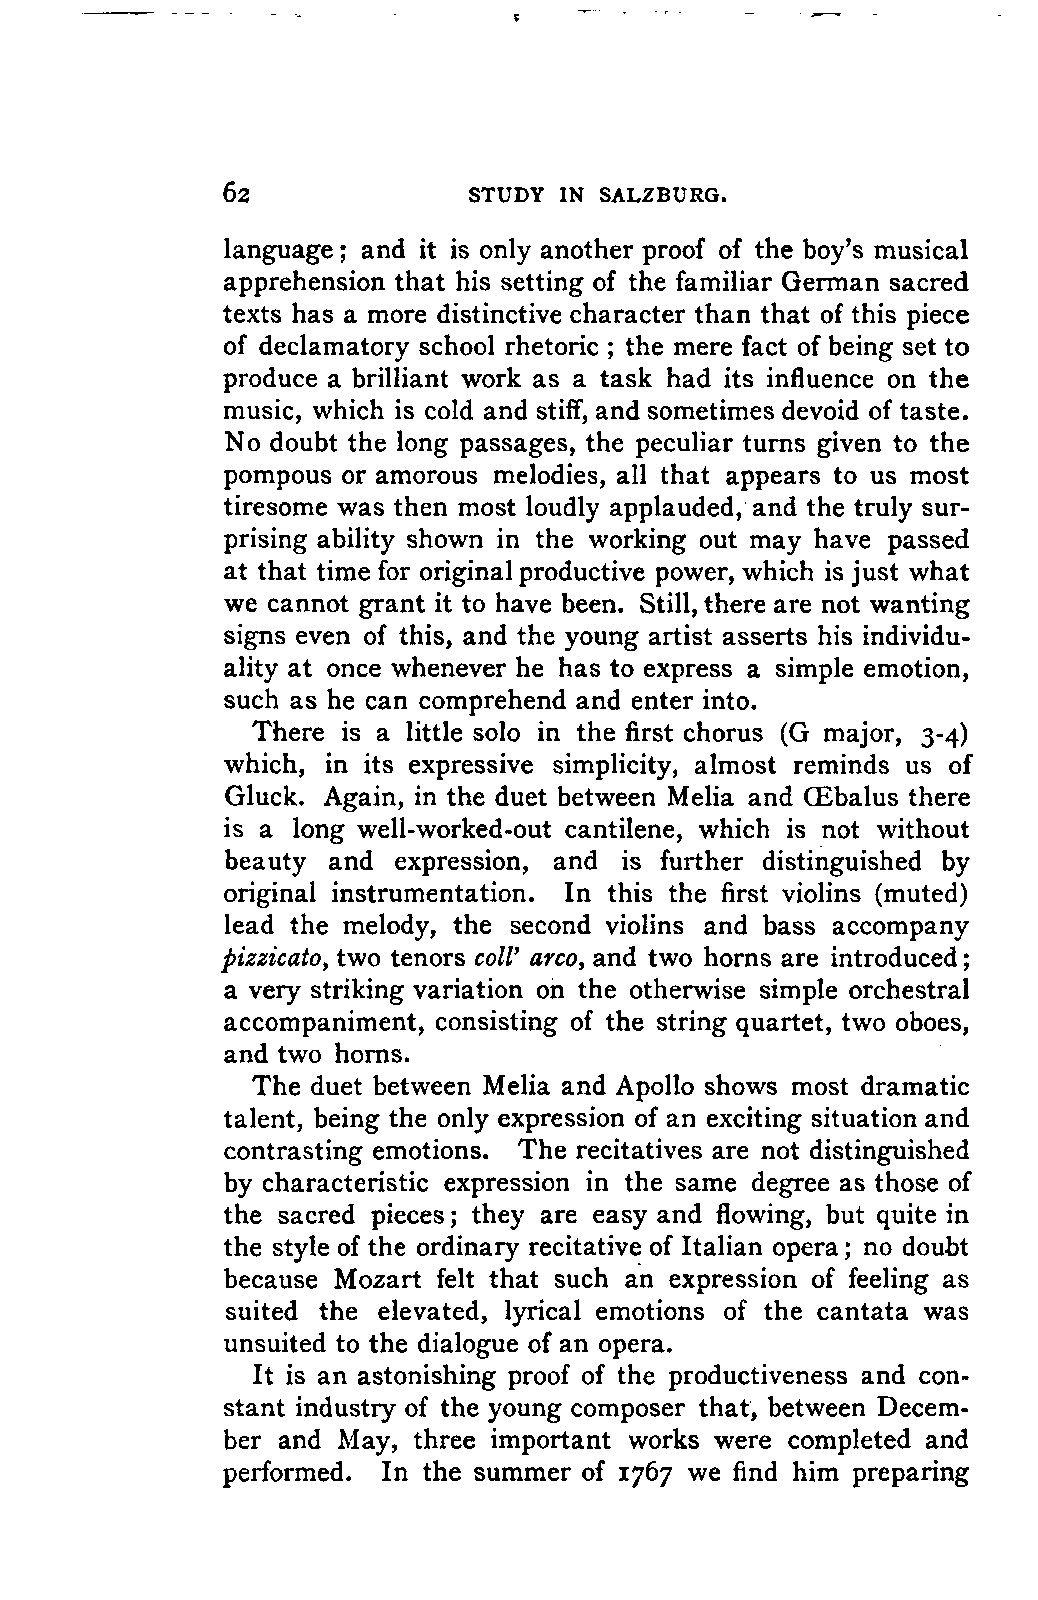 62 STUDY IN SALZBURG.
language; and it is only another proof of the boy's musical
apprehension that his setting of the familiar German sacred
texts has a more distinctive character than that of this piece
of declamatory school rhetoric; the mere fact of being set to
produce a brilliant work as a task had its influence on the
music, which is cold and stiff, and sometimes devoid of taste.
No doubt the long passages, the peculiar turns given to the
pompous or amorous melodies, all that appears to us most
tiresome was then most loudly applauded, and the truly sur-
prising ability shown in the working out may have passed
at that time for original productive power, which is just what
we cannot grant it to have been. Still, there are not wanting
signs even of this, and the young artist asserts his individu-
ality at once whenever he has to express a simple emotion,
such as he can comprehend and enter into.
There is a little solo in the first chorus (G major, 3-4)
which, in its expressive simplicity, almost reminds us of
Gluck. Again, in the duet between Melia and Œbalus there
is a long well-worked-out cantilene, which is not without
beauty and expression, and is further distinguished by
original instrumentation. In this the first violins (muted)
lead the melody, the second violins and bass accompany
pizzicato, two tenors coll' arco, and two horns are introduced;
a very striking variation on the otherwise simple orchestral
accompaniment, consisting of the string quartet, two oboes,
and two horns.
The duet between Melia and Apollo shows most dramatic
talent, being the only expression of an exciting situation and
contrasting emotions. The recitatives are not distinguished
by characteristic expression in the same degree as those of
the sacred pieces; they are easy and flowing, but quite in
the style of the ordinary recitative of Italian opera; no doubt
because Mozart felt that such an expression of feeling as
suited the elevated, lyrical emotions of the cantata was
unsuited to the dialogue of an opera.
It is an astonishing proof of the productiveness and con-
stant industry of the young composer that, between Decem-
ber and May, three important works were completed and
performed. In the summer of 1767 we find him preparing